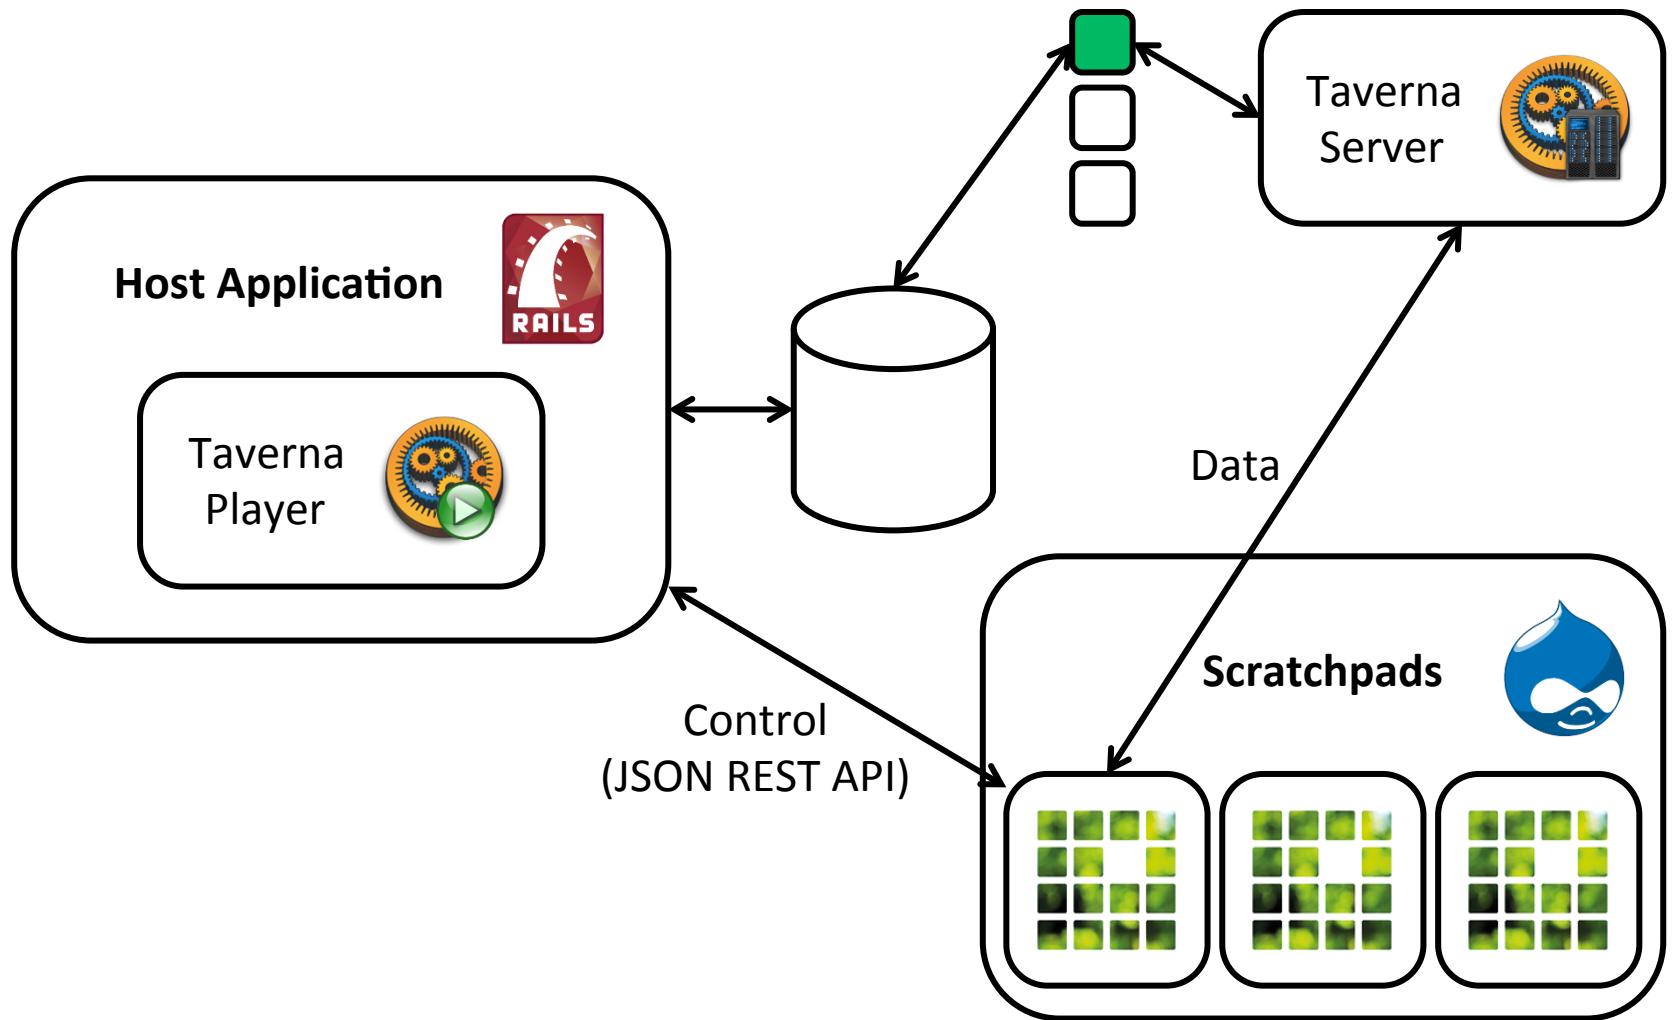 Taverna
Server
Host Application
RAILS
Taverna
Player
Data
Scratchpads
Control
(JSON REST API)